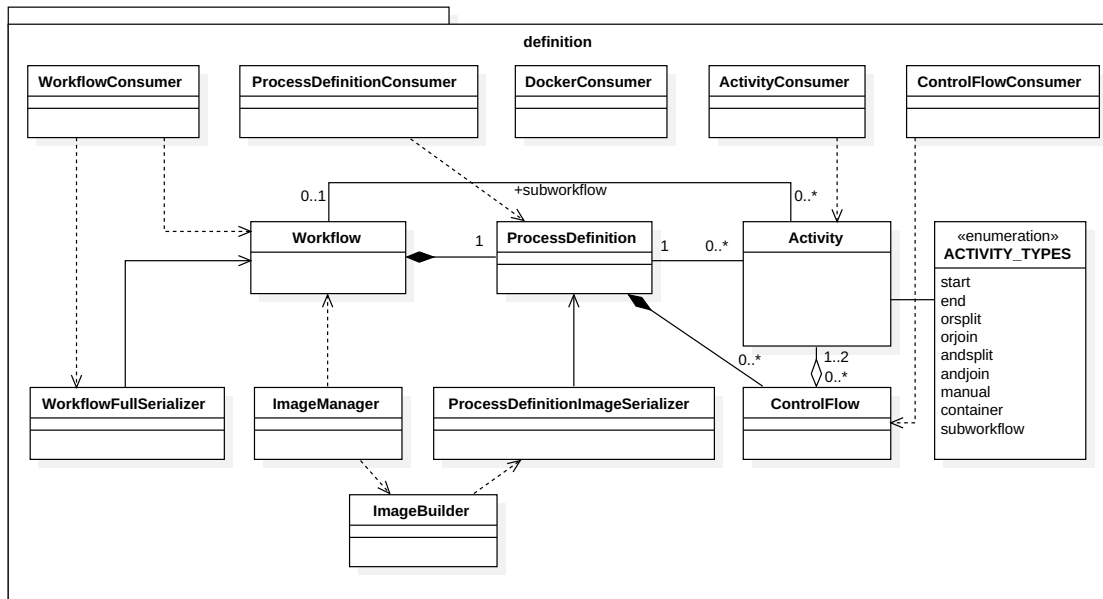 definition
WorkflowConsumer
ProcessDefinitionConsumer
DockerConsumer
ActivityConsumer
ControlFlowConsumer
+subworkflow
0..1
0..*
Workflow
1
ProcessDefinition
1
0..*
Activity
«enumeration»
ACTIVITY_TYPES
start
end
orsplit
orjoin
andsplit
andjoin
manual
container
subworkflow
0..*
1..2
0..*
WorkflowFullSerializer
ImageManager
ProcessDefinitionImageSerializer
ControlFlow
ImageBuilder